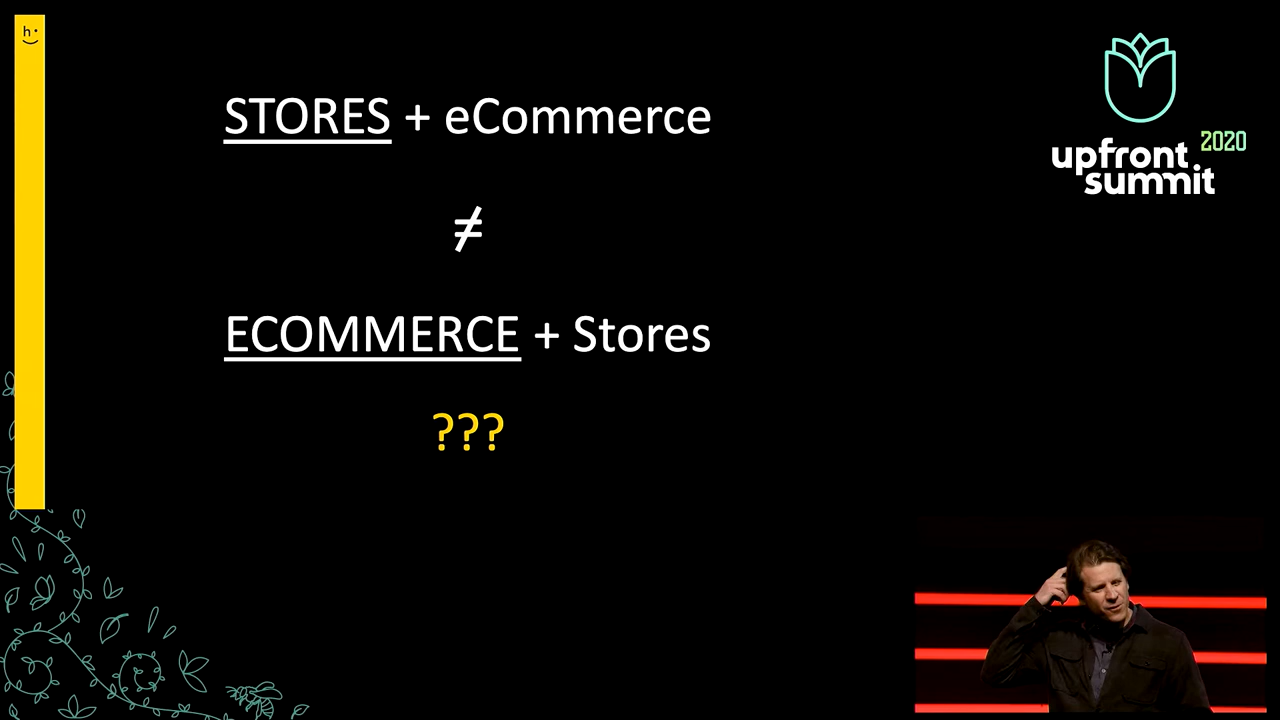 h·
STORES + eCommerce
≠
ECOMMERCE + Stores
???
upfront 2020
summit